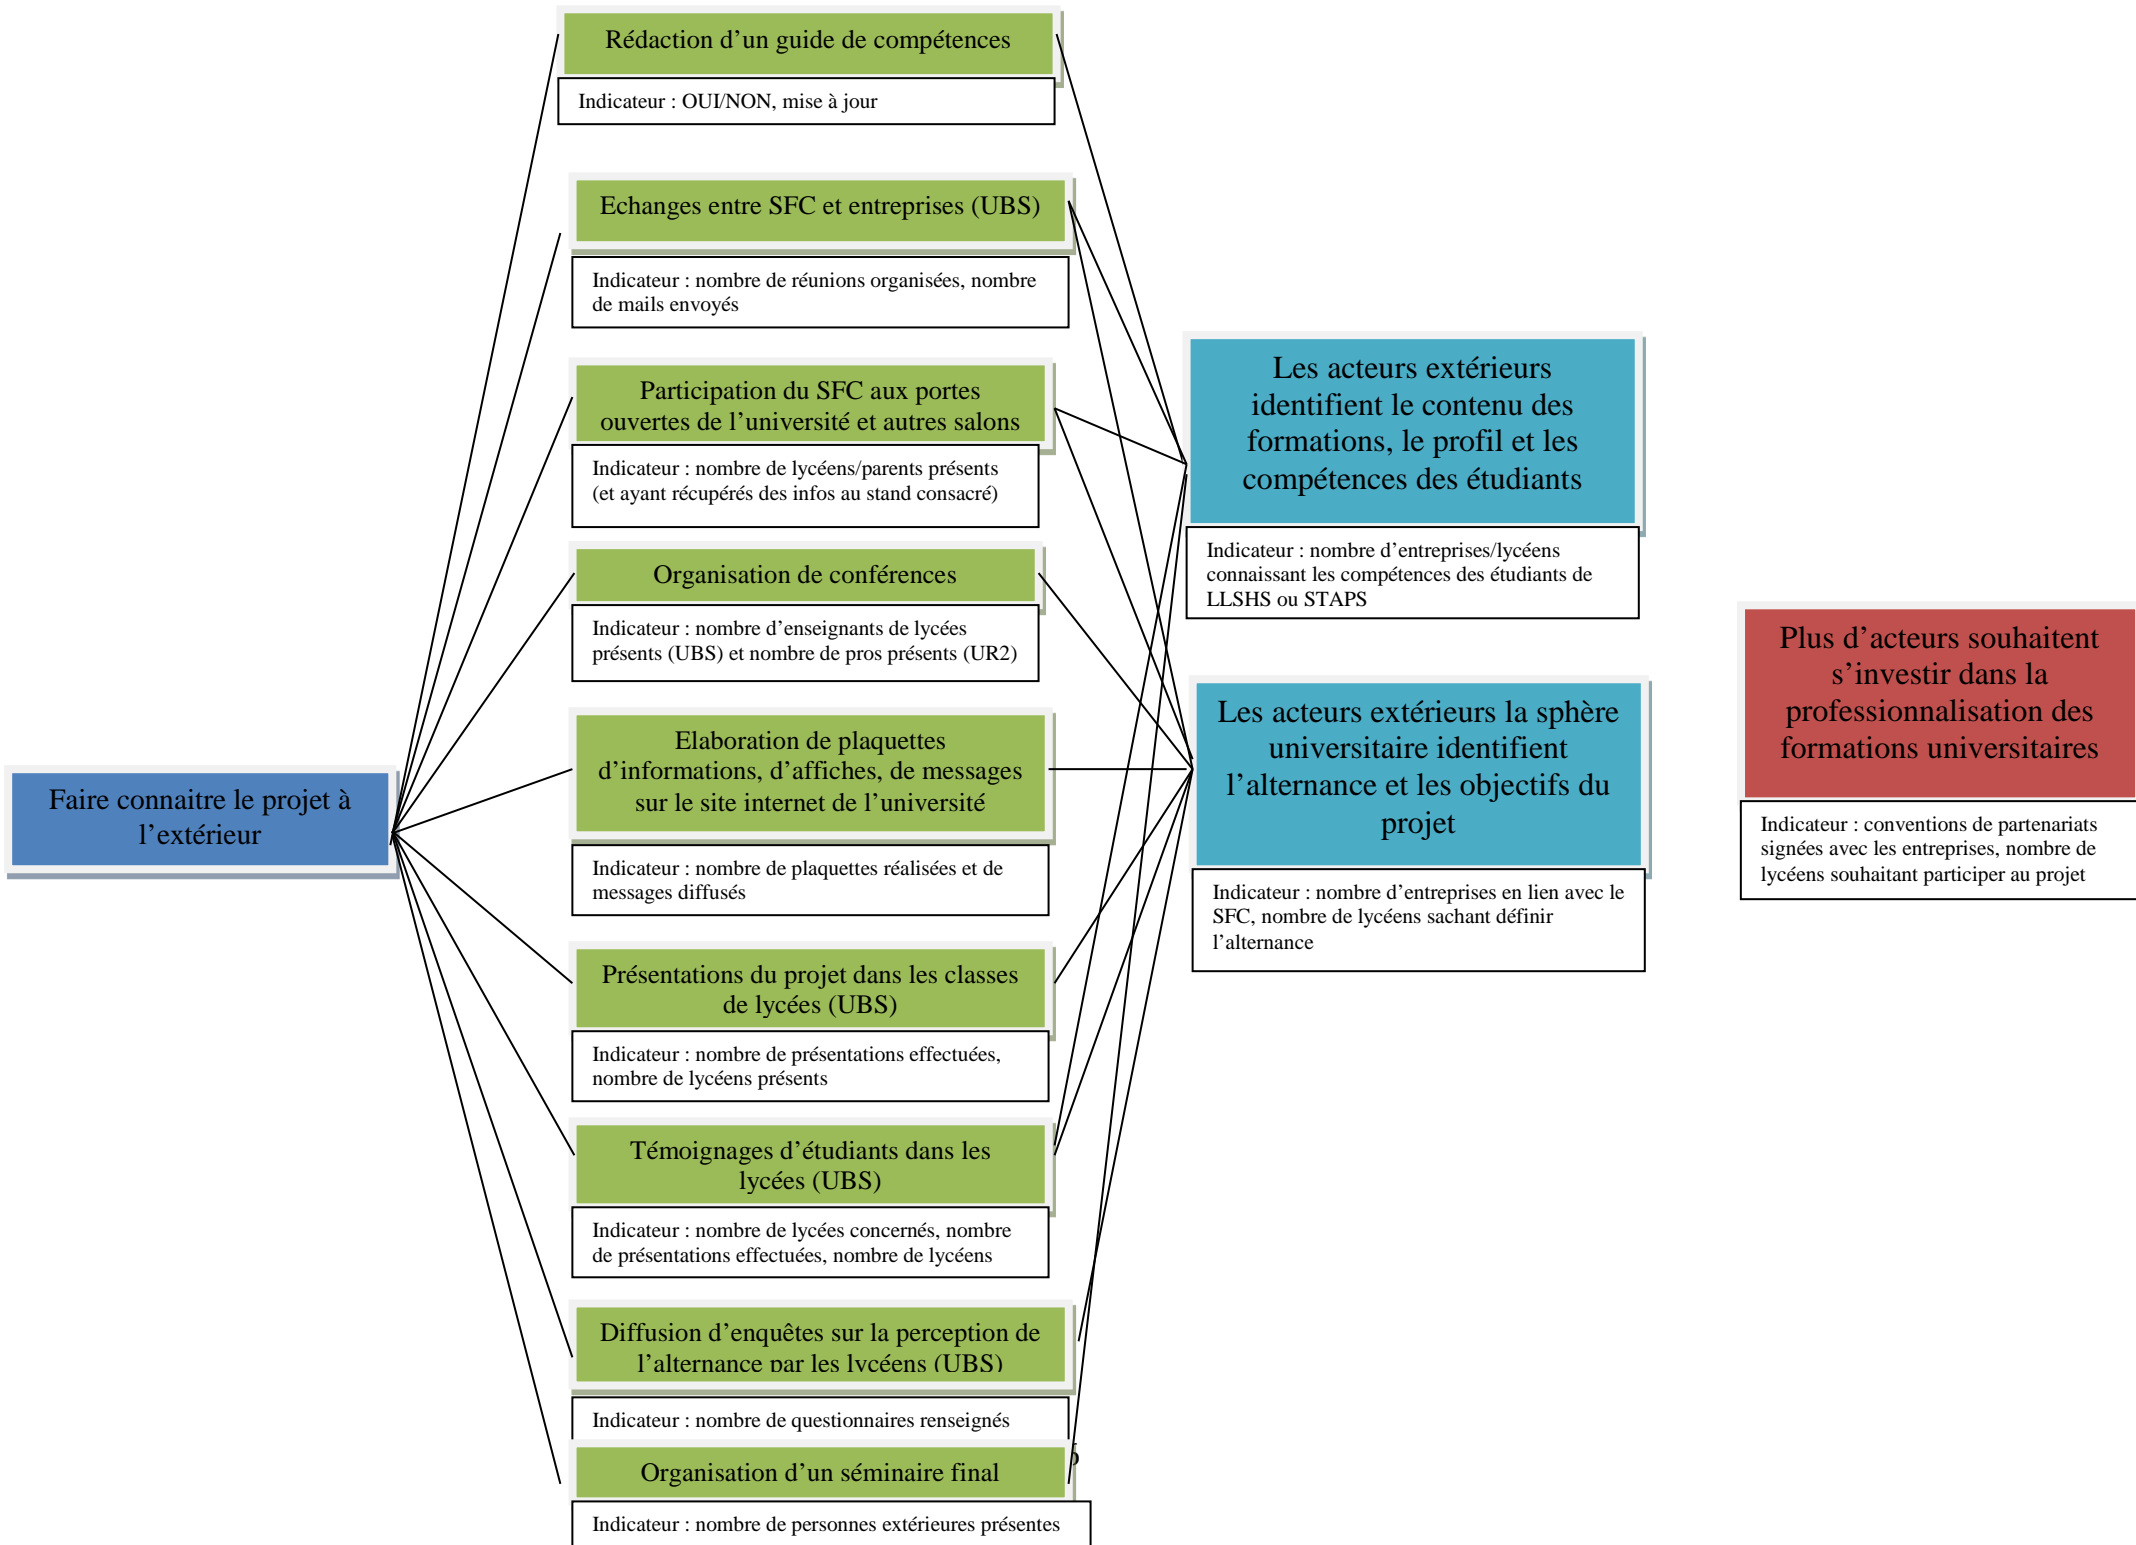 Rédaction d’un guide de compétences
Indicateur : OUI/NON, mise à jour
Echanges entre SFC et entreprises (UBS)
Indicateur : nombre de réunions organisées, nombre
de mails envoyés
Participation du SFC aux portes
ouvertes de l’université et autres salons
Indicateur : nombre de lycéens/parents présents
(et ayant récupérés des infos au stand consacré)
Organisation de conférences
Indicateur : nombre d’enseignants de lycées
présents (UBS) et nombre de pros présents (UR2)
Elaboration de plaquettes
d’informations, d’affiches, de messages
sur le site internet de l’université
Indicateur : nombre de plaquettes réalisées et de
messages diffusés
Présentations du projet dans les classes
de lycées (UBS)
Indicateur : nombre de présentations effectuées,
nombre de lycéens présents
Témoignages d’étudiants dans les
lycées (UBS)
Indicateur : nombre de lycées concernés, nombre
de présentations effectuées, nombre de lycéens
Diffusion d’enquêtes sur la perception de
l’alternance par les lycéens (UBS)
Indicateur : nombre de questionnaires renseignés
Organisation d’un séminaire final
Indicateur : nombre de personnes extérieures présentes
Faire connaitre le projet à
l’extérieur
Les acteurs extérieurs
identifient le contenu des
formations, le profil et les
compétences des étudiants
Indicateur : nombre d’entreprises/lycéens
connaissant les compétences des étudiants de
LLSHS ou STAPS
Les acteurs extérieurs la sphère
universitaire identifient
l’alternance et les objectifs du
projet
Indicateur : nombre d’entreprises en lien avec le
SFC, nombre de lycéens sachant définir
l’alternance
Plus d’acteurs souhaitent
s’investir dans la
professionnalisation des
formations universitaires
Indicateur : conventions de partenariats
signées avec les entreprises, nombre de
lycéens souhaitant participer au projet